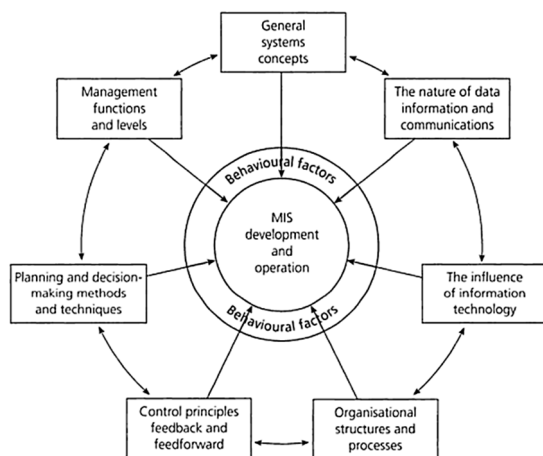 General
systems
concepts
Management
functions
and levels
The nature of data
information and
communications
Behavioural factors
MIS
development
and
operation
Planning and decision-
making methods
and techniques
The influence
of information
technology
Behavioural factors
Control principles
feedback and
feedforward
Organisational
structures and
processes